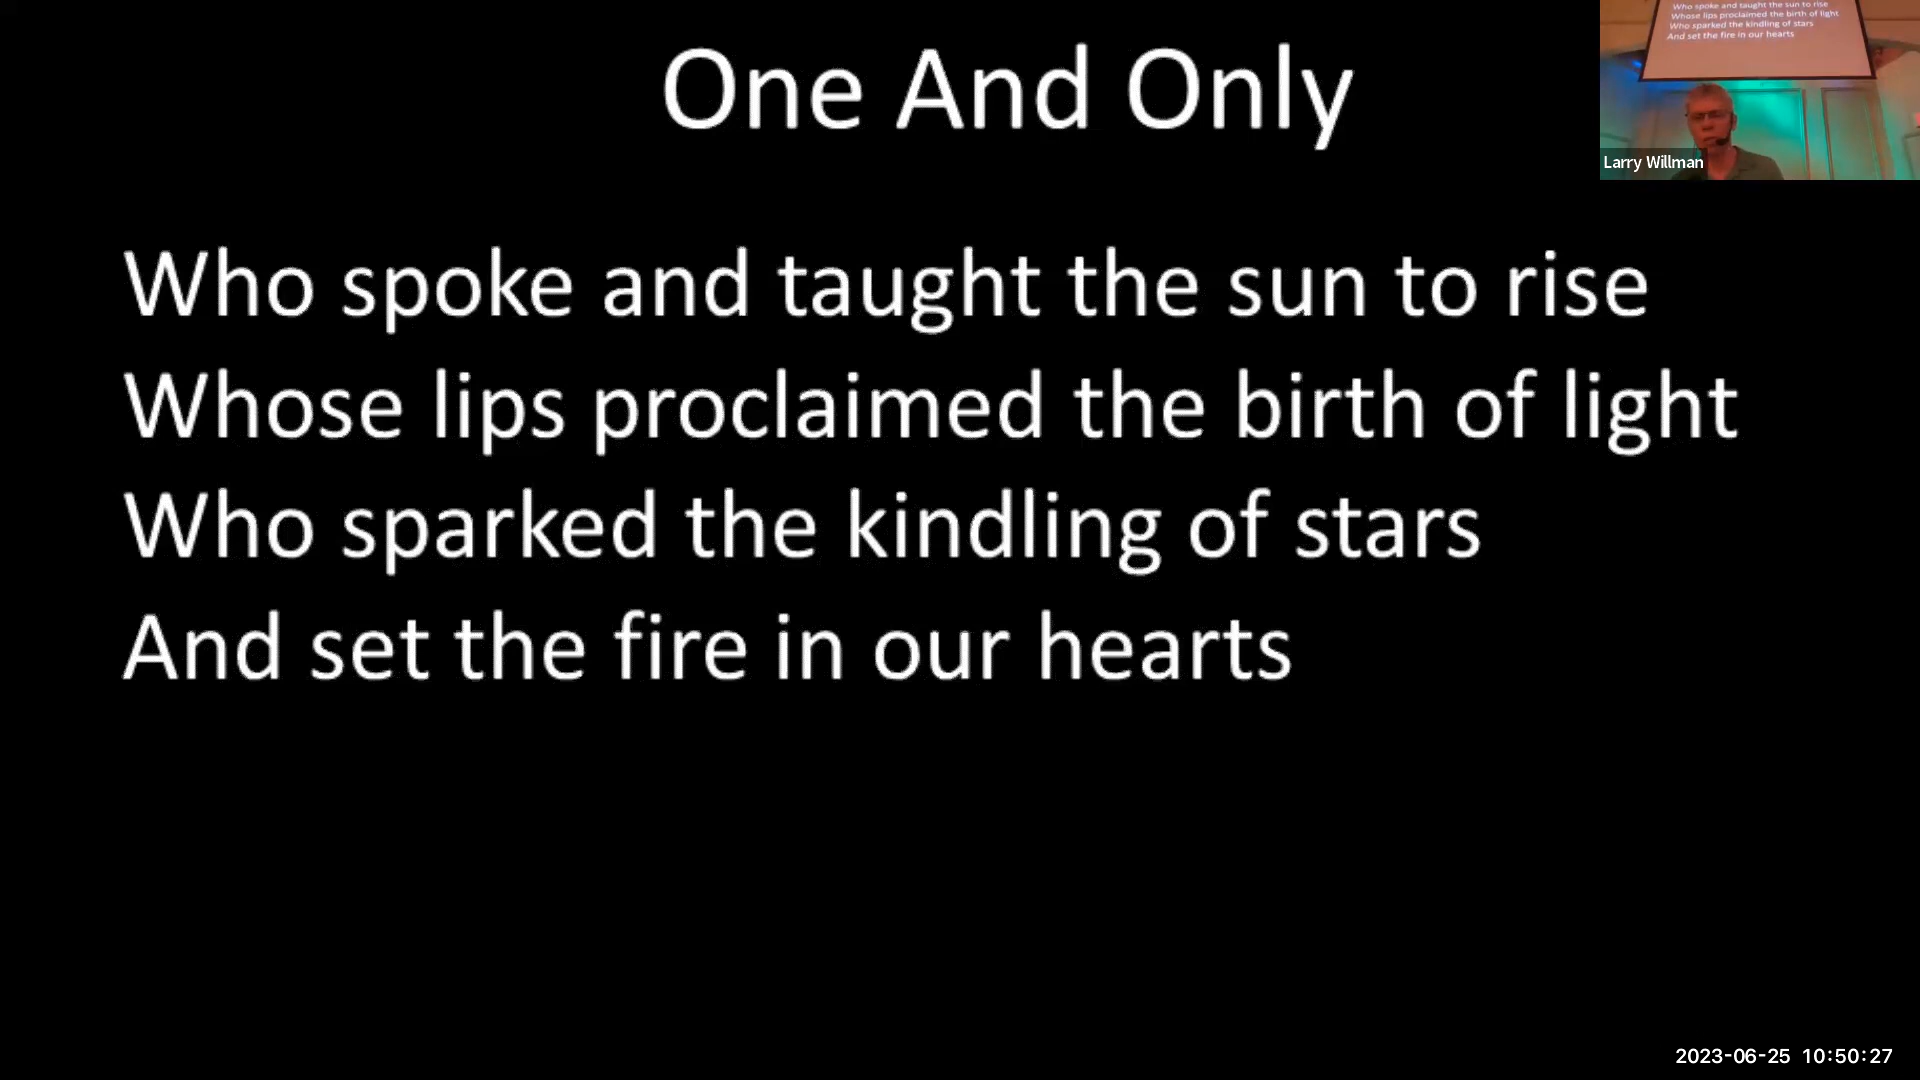 One And Only
Who spoke and taught the sun to rise
Whose lips proclaimed the birth of light
Who sparked the kindling of stars
And set the fire in our hearts
Who spoke and taught the sun to rise
Whose lips proclaimed the birth of light
Who sparked the kindling of stars
And set the fire in our hearts
Larry Willman
2023-06-25 10:50:27